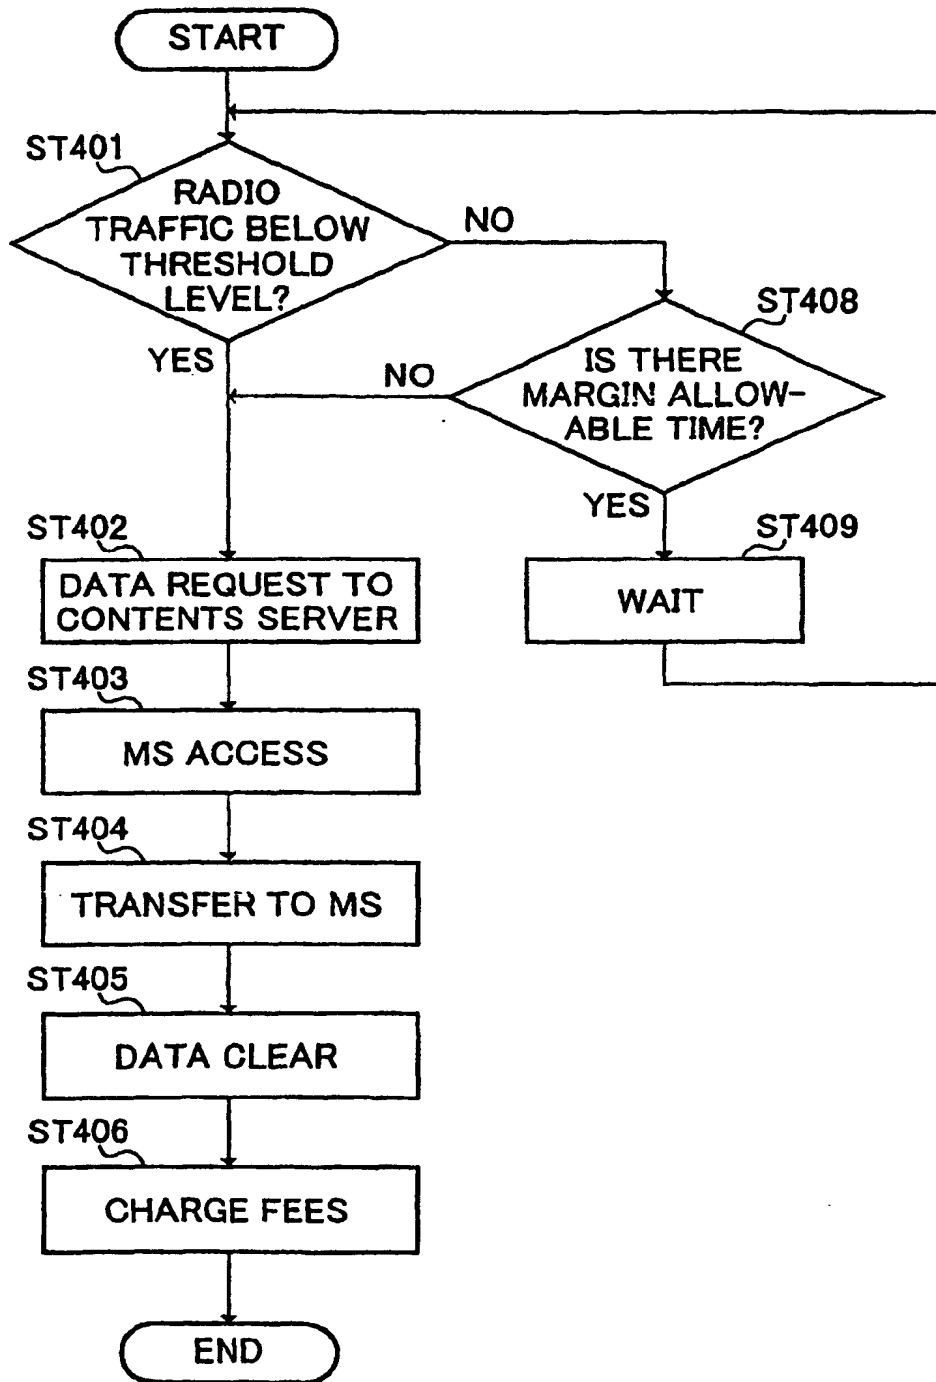 START
ST401
RADIO
TRAFFIC BELOW
THRESHOLD
LEVEL?
NO
YES
ST408
IS THERE
MARGIN ALLOW-
ABLE TIME?
NO
YES
ST402
DATA REQUEST TO
CONTENTS SERVER
ST409
WAIT
ST403
MS ACCESS
ST404
TRANSFER TO MS
ST405
DATA CLEAR
ST406
CHARGE FEES
END